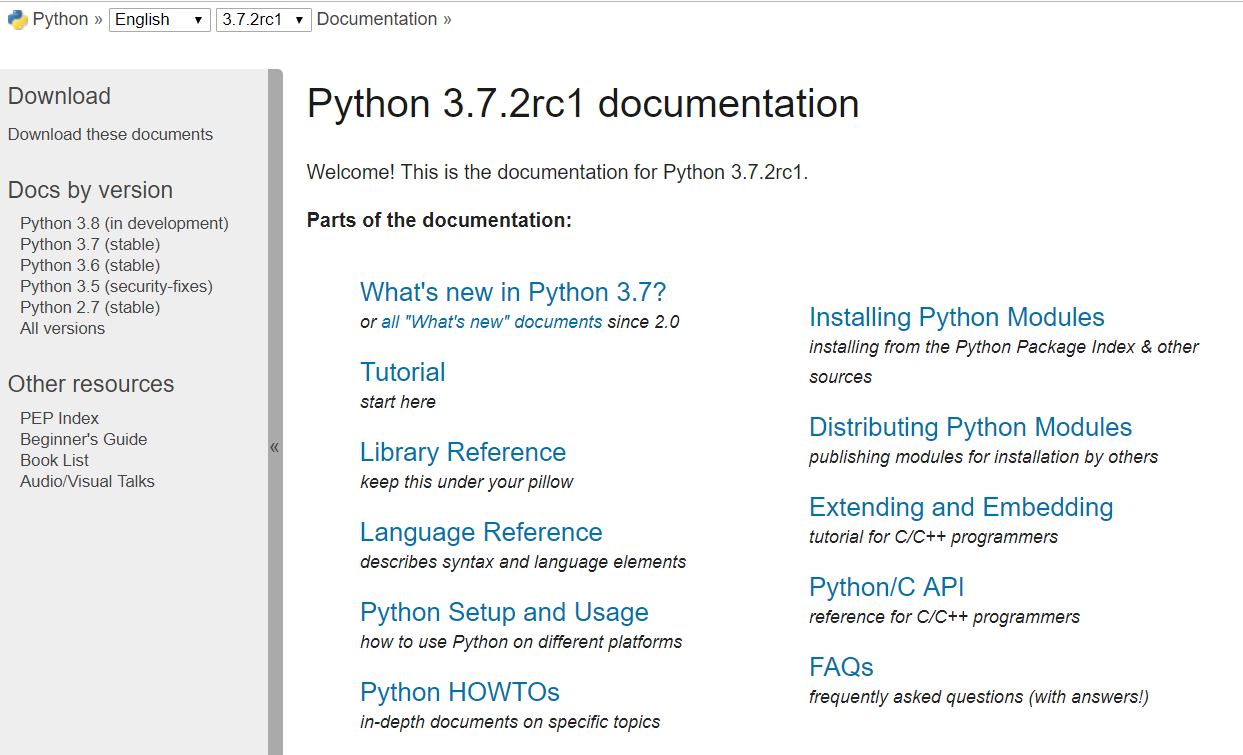 Python » English 3.7.2rc1 Documentation »
Download
Download these documents
Docs by version
Python 3.8 (in development)
Python 3.7 (stable)
Python 3.6 (stable)
Python 3.5 (security-fixes)
Python 2.7 (stable)
All versions
Other resources
PEP Index
Beginner's Guide
Book List
Audio/Visual Talks
«
Python 3.7.2rc1 documentation
Welcome! This is the documentation for Python 3.7.2rc1.
Parts of the documentation:
What's new in Python 3.7?
or all "What's new" documents since 2.0
Tutorial
start here
Library Reference
keep this under your pillow
Language Reference
describes syntax and language elements
Python Setup and Usage
how to use Python on different platforms
Python HOWTOs
in-depth documents on specific topics
Installing Python Modules
installing from the Python Package Index & other
sources
Distributing Python Modules
publishing modules for installation by others
Extending and Embedding
tutorial for C/C++ programmers
Python/C API
reference for C/C++ programmers
FAQs
frequently asked questions (with answers!)